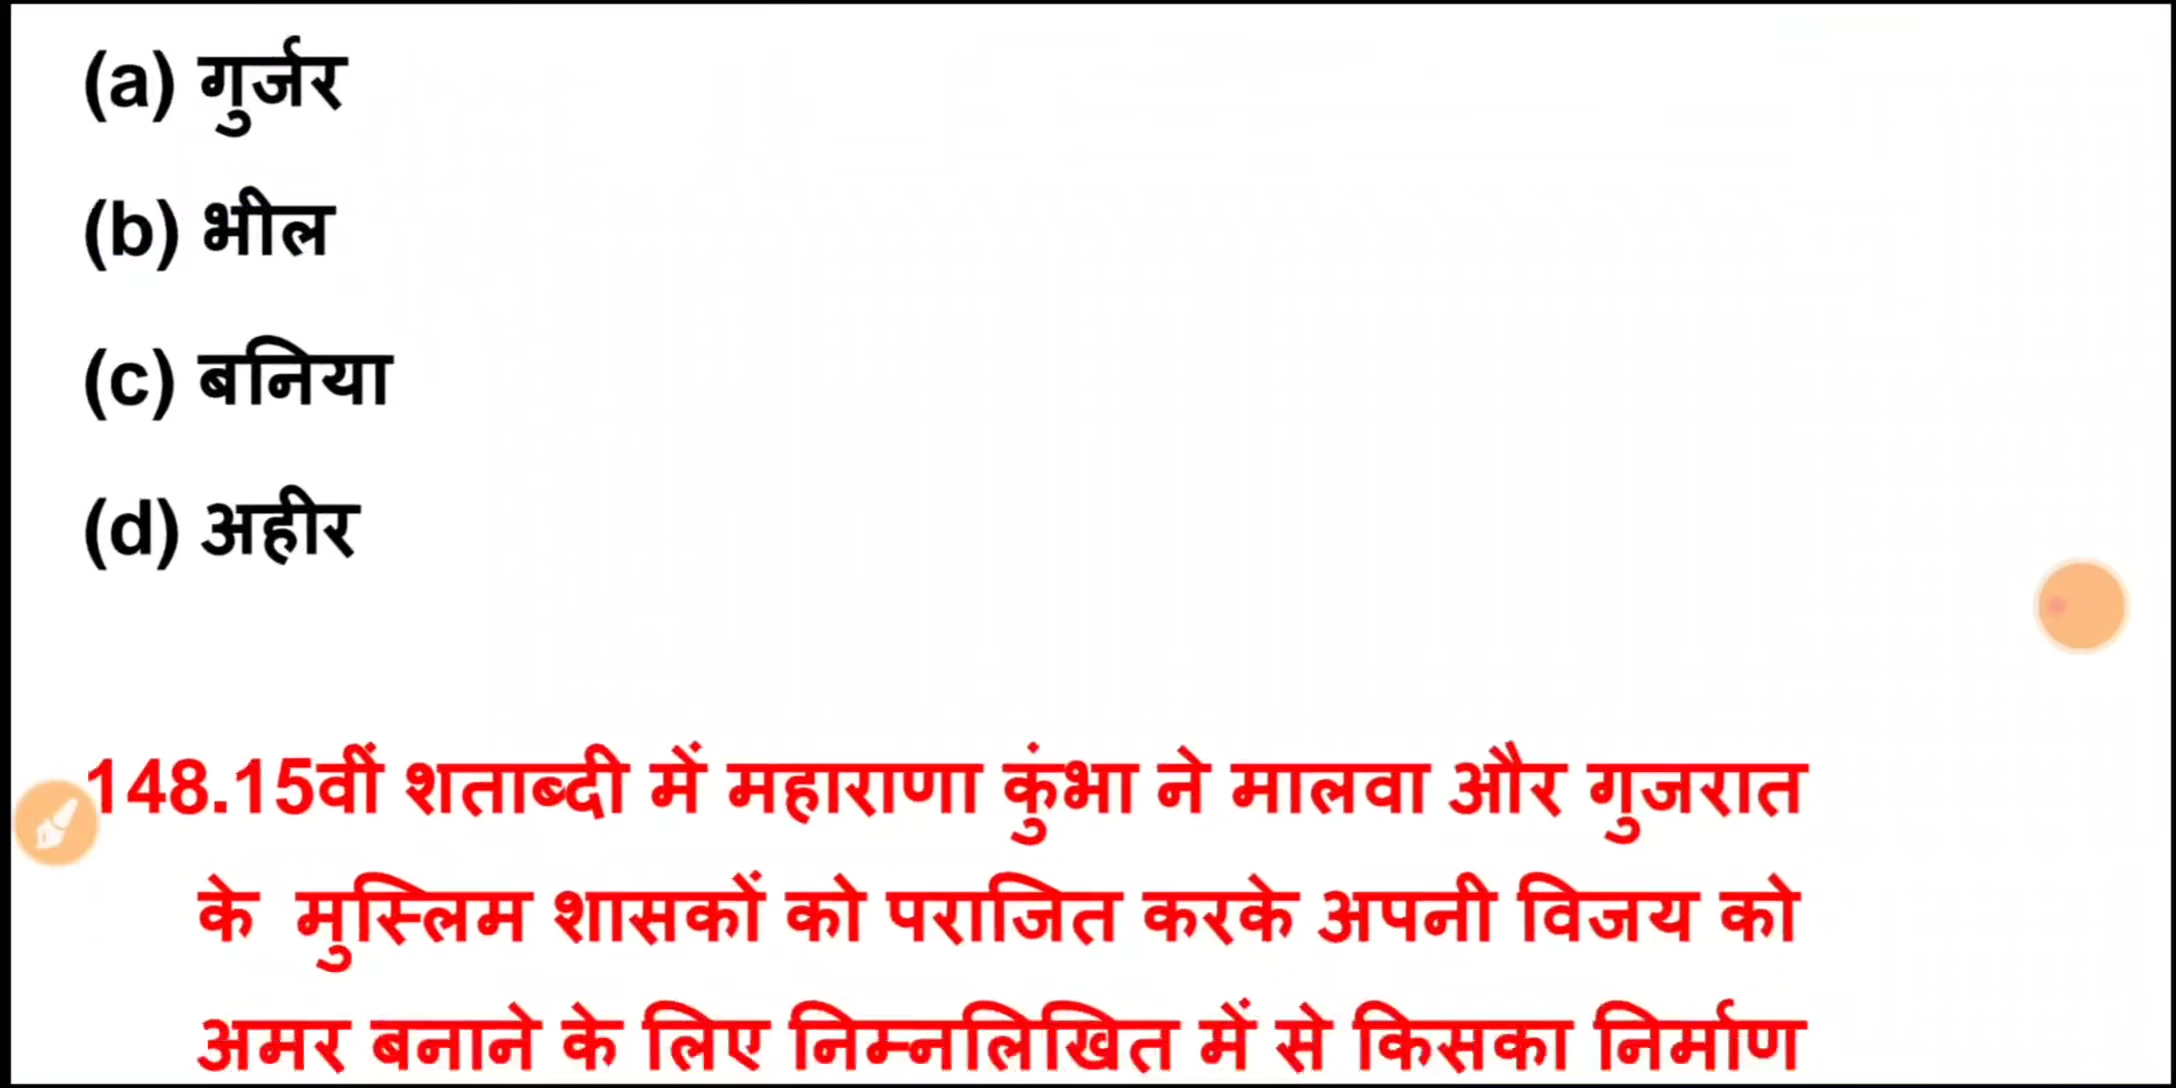 (a) गुर्जर
(b) भील
(c) बनिया
(d) अहीर
148.15वीं शताब्दी में महाराणा कुंभा ने मालवा और गुजरात
के मुस्लिम शासकों को पराजित करके अपनी विजय को
अमर बनाने के लिए निम्नलिखित में से किसका निर्माण